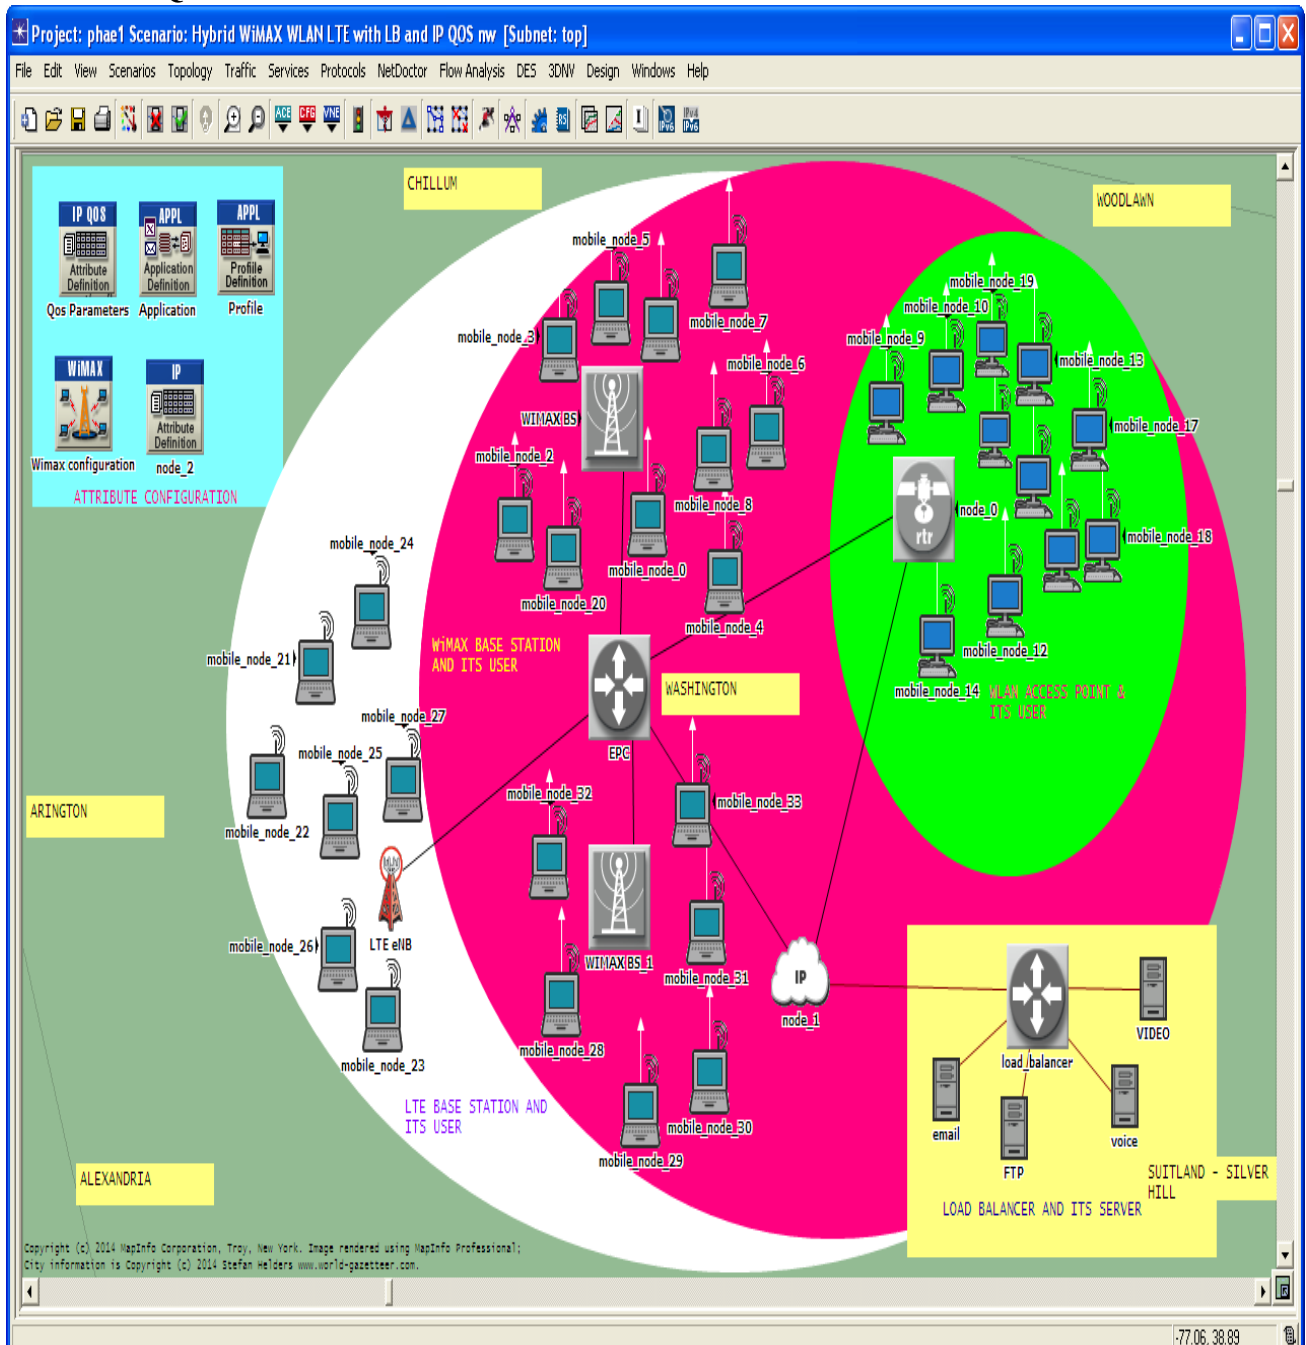 Project: phae1 Scenario: Hybrid WiMAX WLAN LTE with LB and IP QOS nw [Subnet: top]
File Edit View Scenarios Topology Traffic Services Protocols NetDoctor Flow Analysis DES 3DNV Design Windows Help
ACE CFG VNE
RS
IPv6
IPv4
IPv6
CHILLUM
WOODLAWN
IP QOS
Attribute
Definition
Qos Parameters
APPL
Application
Definition
Application
APPL
Profile
Definition
Profile
WiMAX
Wimax configuration
IP
Attribute
Definition
node_2
ATTRIBUTE CONFIGURATION
mobile_node_5
mobile_node_7
mobile_node_3
mobile_node_6
WIMAX BS
mobile_node_2
mobile_node_8
mobile_node_0
mobile_node_20
mobile_node_4
mobile_node_19
mobile_node_10
mobile_node_9
mobile_node_13
mobile_node_17
rtr
node_0
mobile_node_18
mobile_node_12
mobile_node_14
WLAN ACCESS POINT &
ITS USER
mobile_node_24
mobile_node_21
WiMAX BASE STATION
AND ITS USER
WASHINGTON
EPC
mobile_node_27
mobile_node_25
mobile_node_22
ARINGTON
mobile_node_32
mobile_node_33
LTE eNB
mobile_node_26
WIMAX BS_1
mobile_node_31
mobile_node_23
mobile_node_28
mobile_node_30
mobile_node_29
IP
node_1
LTE BASE STATION AND
ITS USER
load_balancer
VIDEO
email
FTP
voice
SUITLAND - SILVER
HILL
LOAD BALANCER AND ITS SERVER
ALEXANDRIA
Copyright (c) 2014 MapInfo Corporation, Troy, New York. Image rendered using MapInfo Professional;
City information is Copyright (c) 2014 Stefan Helders www.world-gazetteer.com.
-77.06, 38.89